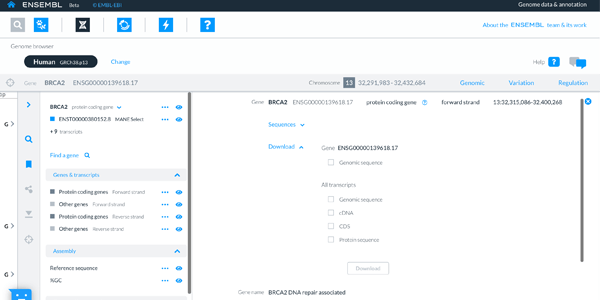 ENSEMBL Beta © EMBL-EBI Genome data & annotation
About the ENSEMBL team & its work
Genome browser
Human GRCh38.p13 Change Help
Gene BRCA2 ENSG00000139618.17 Chromosome 13 32,291,983-32,432,684 Genomic Variation Regulation
BRCA2 protein coding gene
ENST00000380152.8 MANE Select
+ 9 transcripts
Find a gene
Genes & transcripts
Protein coding genes Forward strand
Other genes Forward strand
Protein coding genes Reverse strand
Other genes Reverse strand
Assembly
Reference sequence
%GC
G
G
G
Gene BRCA2 ENSG00000139618.17 protein coding gene forward strand 13:32,315,086-32,400,268
Sequences
Download Gene ENSG00000139618.17
Genomic sequence
All transcripts
Genomic sequence
cDNA
CDS
Protein sequence
Download
Gene name BRCA2 DNA repair associated